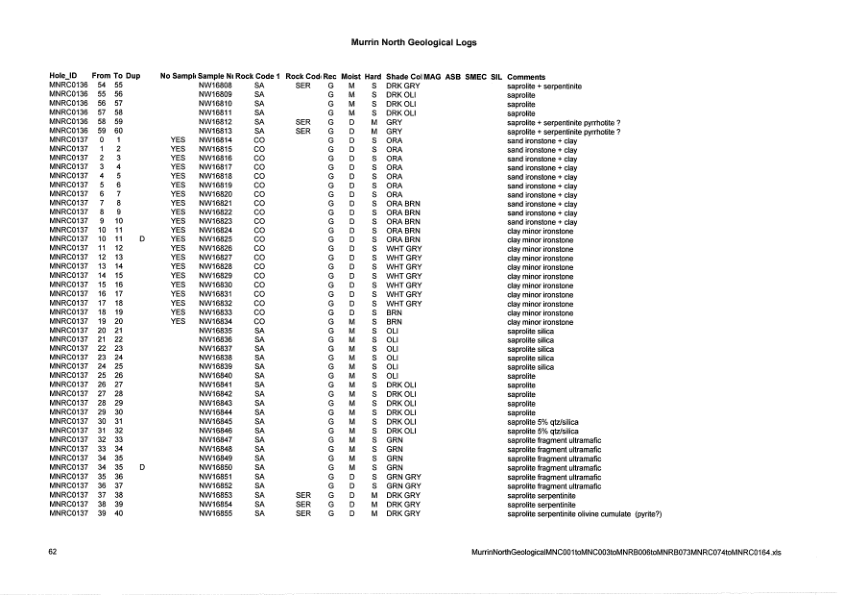 Murrin North Geological Logs
Hole_ID From To Dup No Sampl Sample Nu Rock Code 1 Rock Cod Rec Moist Hard Shade Col MAG ASB SMEC SIL Comments
MNRC0136 54 55 NW16808 SA SER G M S DRK GRY saprolite + serpentinite
MNRC0136 55 56 NW16809 SA G M S DRK OLI saprolite
MNRC0136 56 57 NW16810 SA G M S DRK OLI saprolite
MNRC0136 57 58 NW16811 SA G M S DRK OLI saprolite
MNRC0136 58 59 NW16812 SA SER G D M GRY saprolite + serpentinite pyrrhotite ?
MNRC0136 59 60 NW16813 SA SER G D M GRY saprolite + serpentinite pyrrhotite ?
MNRC0137 0 1 YES NW16814 CO G D S ORA sand ironstone + clay
MNRC0137 1 2 YES NW16815 CO G D S ORA sand ironstone + clay
MNRC0137 2 3 YES NW16816 CO G D S ORA sand ironstone + clay
MNRC0137 3 4 YES NW16817 CO G D S ORA sand ironstone + clay
MNRC0137 4 5 YES NW16818 CO G D S ORA sand ironstone + clay
MNRC0137 5 6 YES NW16819 CO G D S ORA sand ironstone + clay
MNRC0137 6 7 YES NW16820 CO G D S ORA sand ironstone + clay
MNRC0137 7 8 YES NW16821 CO G D S ORA BRN sand ironstone + clay
MNRC0137 8 9 YES NW16822 CO G D S ORA BRN sand ironstone + clay
MNRC0137 9 10 YES NW16823 CO G D S ORA BRN sand ironstone + clay
MNRC0137 10 11 YES NW16824 CO G D S ORA BRN clay minor ironstone
MNRC0137 10 11 D YES NW16825 CO G D S ORA BRN clay minor ironstone
MNRC0137 11 12 YES NW16826 CO G D S WHT GRY clay minor ironstone
MNRC0137 12 13 YES NW16827 CO G D S WHT GRY clay minor ironstone
MNRC0137 13 14 YES NW16828 CO G D S WHT GRY clay minor ironstone
MNRC0137 14 15 YES NW16829 CO G D S WHT GRY clay minor ironstone
MNRC0137 15 16 YES NW16830 CO G D S WHT GRY clay minor ironstone
MNRC0137 16 17 YES NW16831 CO G D S WHT GRY clay minor ironstone
MNRC0137 17 18 YES NW16832 CO G D S WHT GRY clay minor ironstone
MNRC0137 18 19 YES NW16833 CO G D S BRN clay minor ironstone
MNRC0137 19 20 YES NW16834 CO G M S BRN clay minor ironstone
MNRC0137 20 21 NW16835 SA G M S OLI saprolite silica
MNRC0137 21 22 NW16836 SA G M S OLI saprolite silica
MNRC0137 22 23 NW16837 SA G M S OLI saprolite silica
MNRC0137 23 24 NW16838 SA G M S OLI saprolite silica
MNRC0137 24 25 NW16839 SA G M S OLI saprolite silica
MNRC0137 25 26 NW16840 SA G M S OLI saprolite
MNRC0137 26 27 NW16841 SA G M S DRK OLI saprolite
MNRC0137 27 28 NW16842 SA G M S DRK OLI saprolite
MNRC0137 28 29 NW16843 SA G M S DRK OLI saprolite
MNRC0137 29 30 NW16844 SA G M S DRK OLI saprolite
MNRC0137 30 31 NW16845 SA G M S DRK OLI saprolite 5% qtz/silica
MNRC0137 31 32 NW16846 SA G M S DRK OLI saprolite 5% qtz/silica
MNRC0137 32 33 NW16847 SA G M S GRN saprolite fragment ultramafic
MNRC0137 33 34 NW16848 SA G M S GRN saprolite fragment ultramafic
MNRC0137 34 35 NW16849 SA G M S GRN saprolite fragment ultramafic
MNRC0137 34 35 D NW16850 SA G M S GRN saprolite fragment ultramafic
MNRC0137 35 36 NW16851 SA G D S GRN GRY saprolite fragment ultramafic
MNRC0137 36 37 NW16852 SA G D S GRN GRY saprolite fragment ultramafic
MNRC0137 37 38 NW16853 SA SER G D M DRK GRY saprolite serpentinite
MNRC0137 38 39 NW16854 SA SER G D M DRK GRY saprolite serpentinite
MNRC0137 39 40 NW16855 SA SER G D M DRK GRY saprolite serpentinite olivine cumulate (pyrite?)
62 MurrinNorthGeologicalMNC001toMNC003toMNRB006toMNRB073MNRC074toMNRC0164.xls